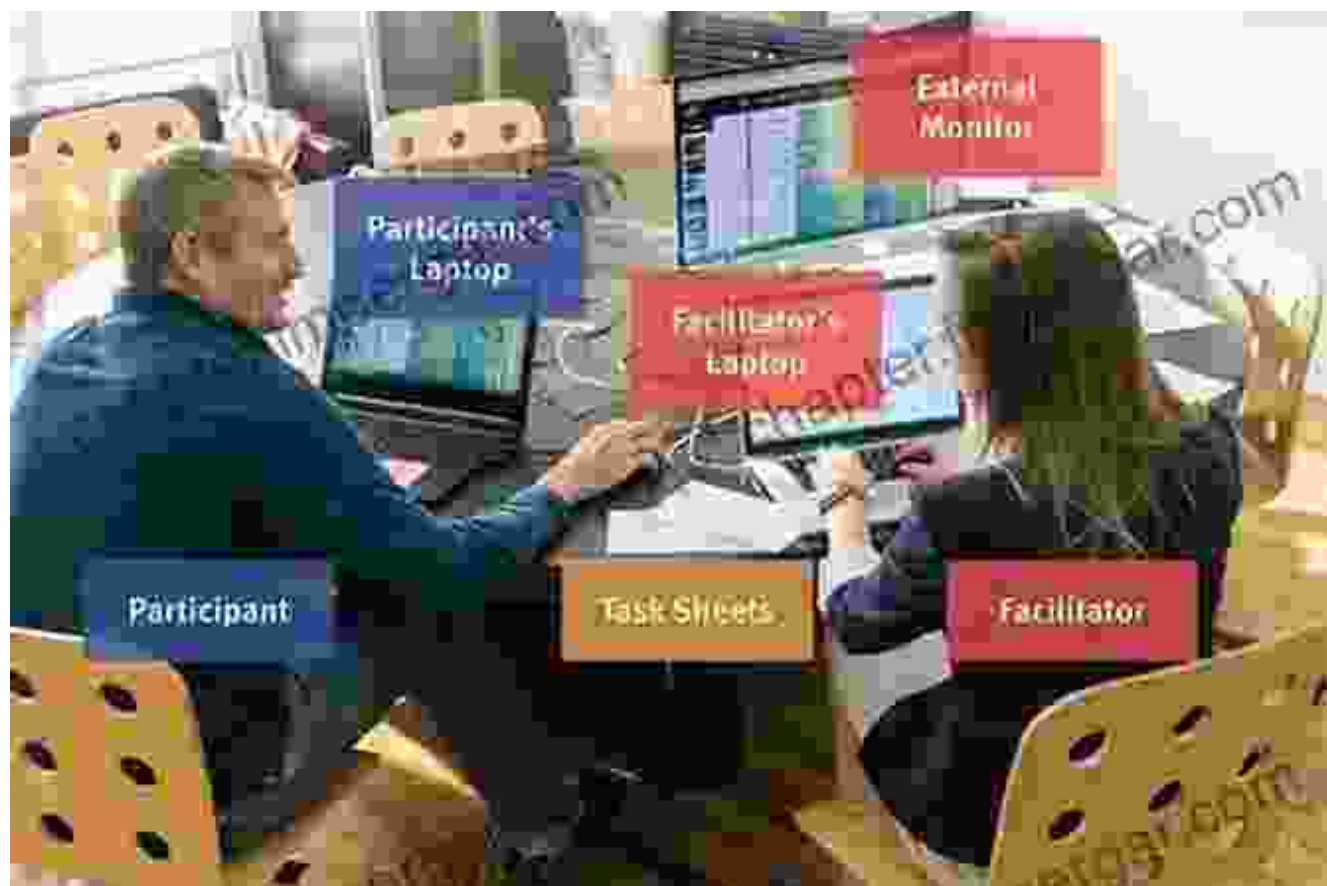 External
Monitor
Participant's
Laptop
Facilitator's
Laptop
Participant
Task Sheets
Facilitator